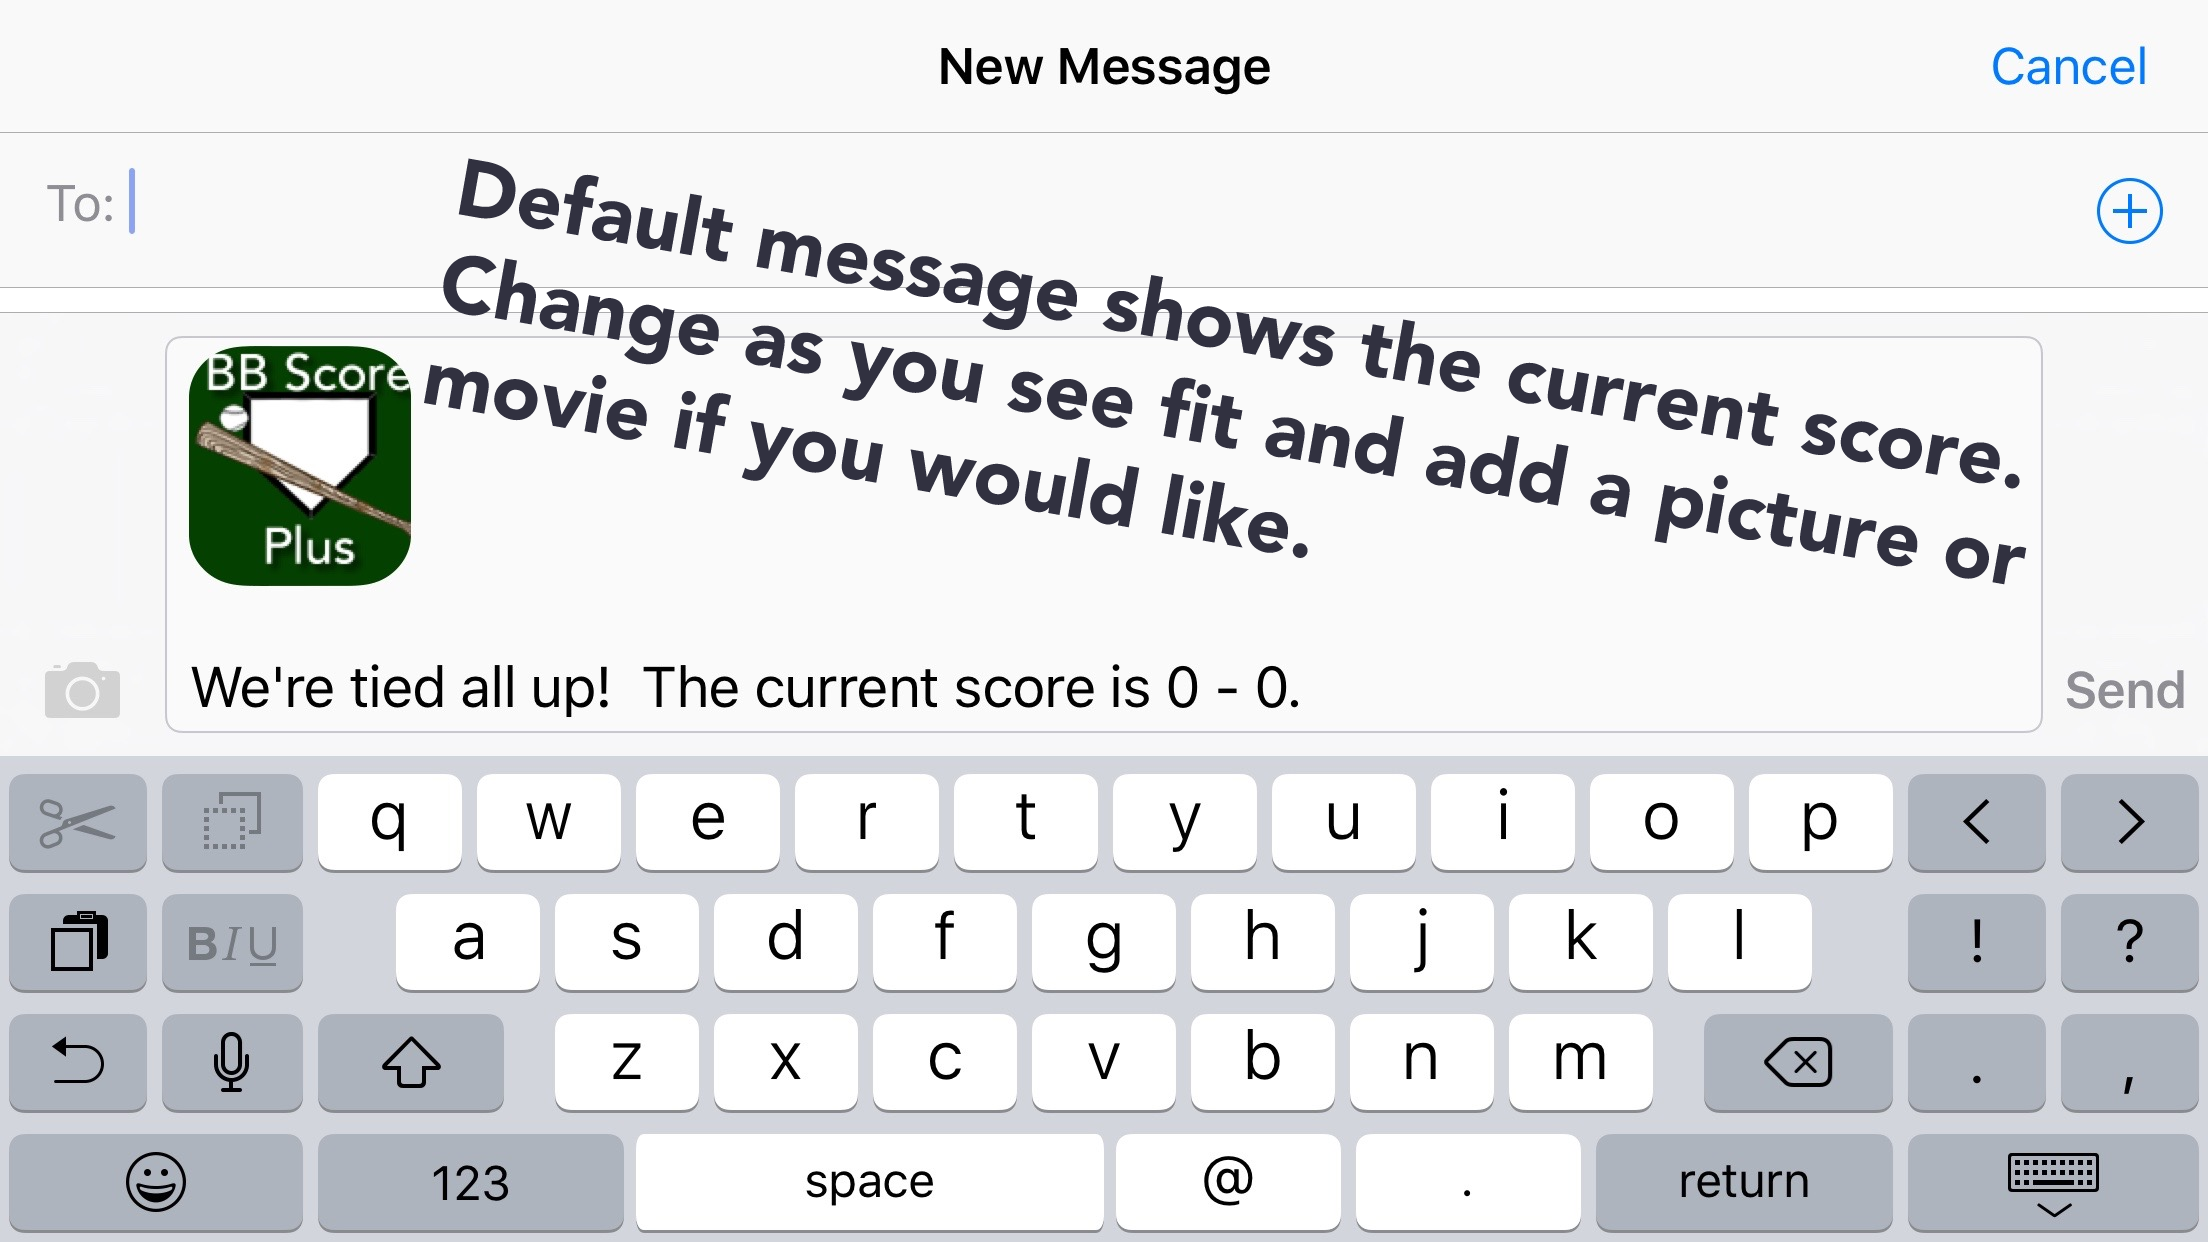 New Message
Cancel
To:
Default message shows the current score.
Change as you see fit and add a picture or
movie if you would like.
BB Score
Plus
We're tied all up!  The current score is 0 - 0.
Send
q w e r t y u i o p < >
B I U a s d f g h j k l ! ?
z x c v b n m . ,
123 space @ . return